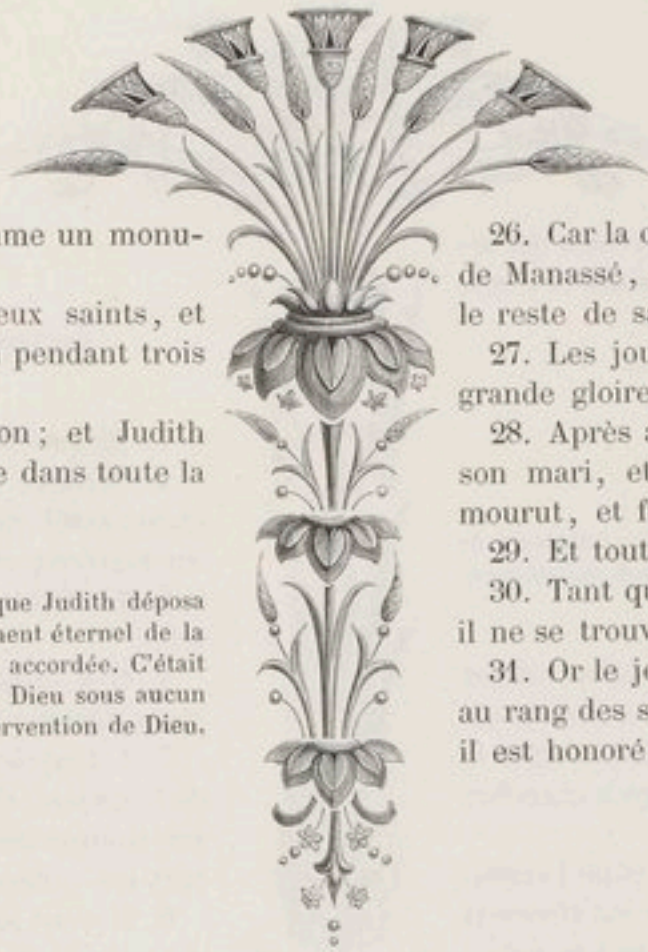 me un monu-
eux saints, et
pendant trois
on ; et Judith
e dans toute la
que Judith déposa
ment éternel de la
accordée. C'était
Dieu sous aucun
ervention de Dieu.
26. Car la
de Manassé,
le reste de
27. Les jou
grande gloire
28. Après
son mari, et
mourut, et f
29. Et tout
30. Tant qu
il ne se trouv
31. Or le j
au rang des s
il est honoré